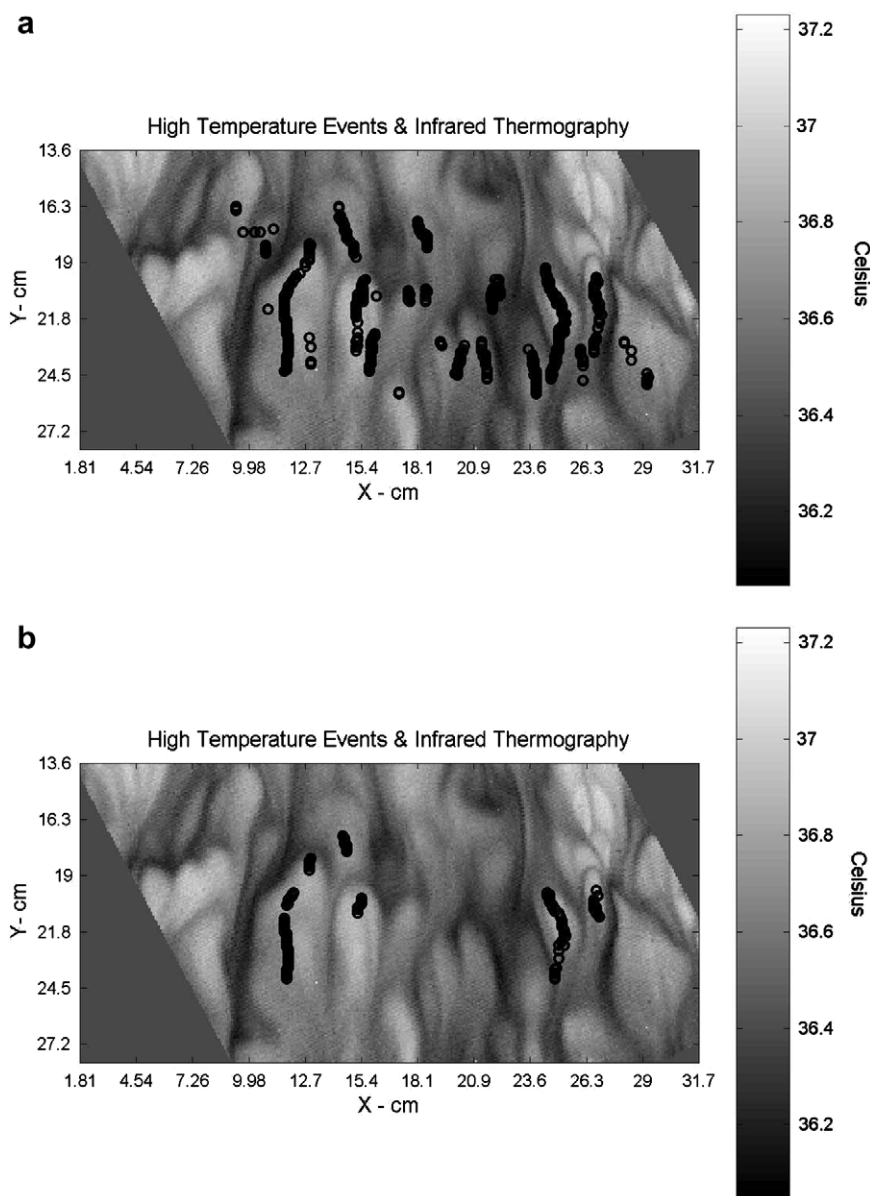 a
37.2
37
36.8
36.6
36.4
36.2
Celsius
High Temperature Events & Infrared Thermography
13.6
16.3
19
21.8
24.5
27.2
Y- cm
1.81 4.54 7.26 9.98 12.7 15.4 18.1 20.9 23.6 26.3 29 31.7
X - cm
b
37.2
37
36.8
36.6
36.4
36.2
Celsius
High Temperature Events & Infrared Thermography
13.6
16.3
19
21.8
24.5
27.2
Y- cm
1.81 4.54 7.26 9.98 12.7 15.4 18.1 20.9 23.6 26.3 29 31.7
X - cm